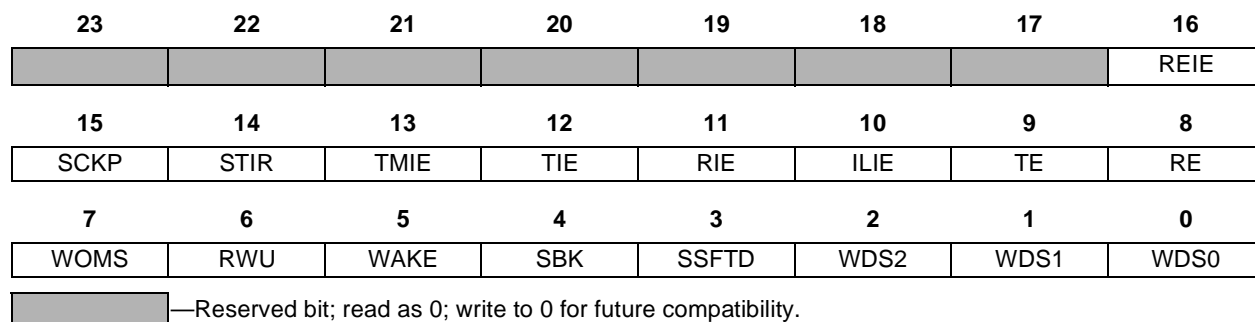 23 22 21 20 19 18 17 16
REIE
15 14 13 12 11 10 9 8
SCKP STIR TMIE TIE RIE ILIE TE RE
7 6 5 4 3 2 1 0
WOMS RWU WAKE SBK SSFTD WDS2 WDS1 WDS0
—Reserved bit; read as 0; write to 0 for future compatibility.